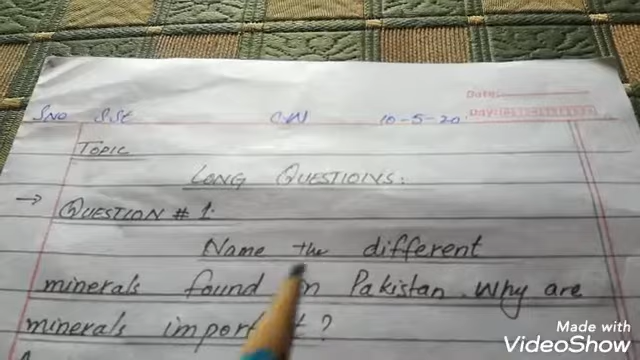 Date:
SNO SST CW 10-5-20 Day:
TOPIC
LONG QUESTIONS:
→ QUESTION # 1:
Name the different
minerals found in Pakistan. Why are
minerals important?
Made with
VideoShow